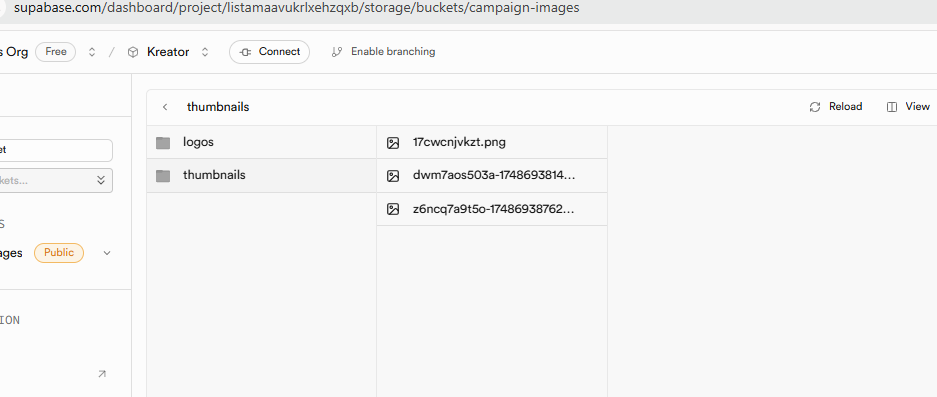 supabase.com/dashboard/project/listamaavukrlxehzqxb/storage/buckets/campaign-images
s Org Free / Kreator Connect Enable branching
thumbnails Reload View
logos 17cwcnjvkzt.png
et
thumbnails dwm7aos503a-1748693814...
kets...
z6ncq7a9t5o-17486938762...
S
ages Public
ION